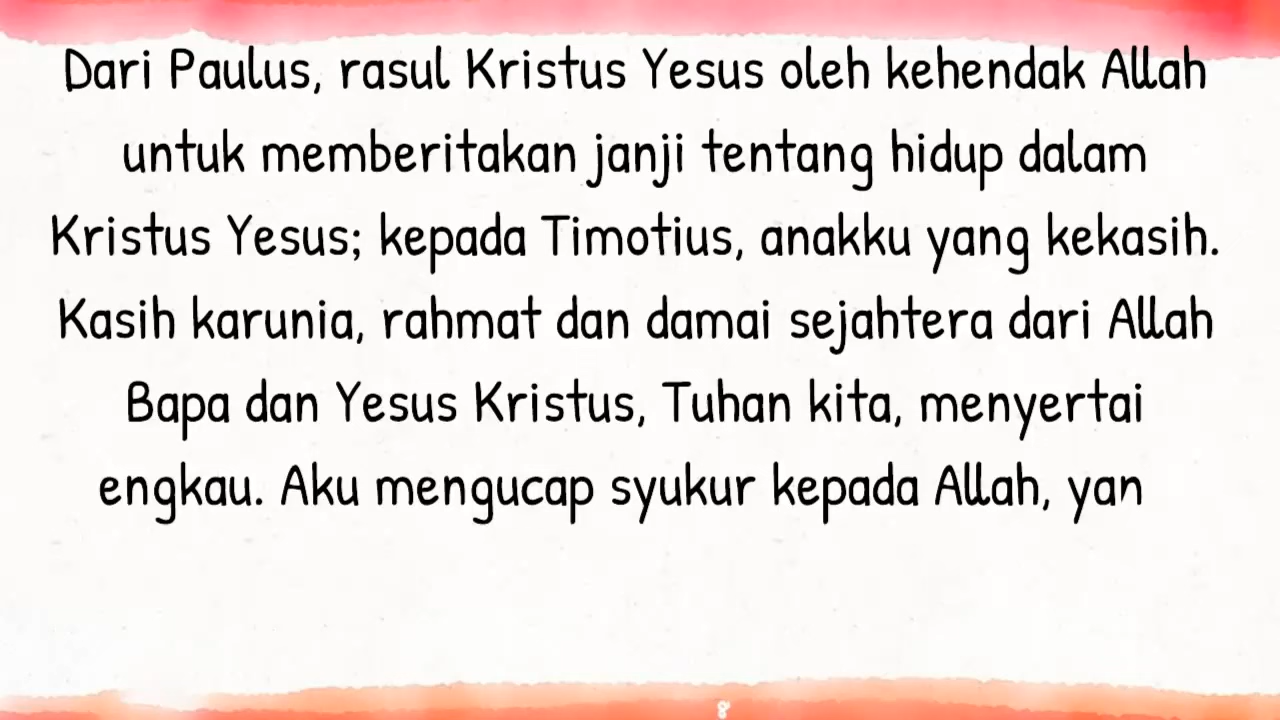 Dari Paulus, rasul Kristus Yesus oleh kehendak Allah
untuk memberitakan janji tentang hidup dalam
Kristus Yesus; kepada Timotius, anakku yang kekasih.
Kasih karunia, rahmat dan damai sejahtera dari Allah
Bapa dan Yesus Kristus, Tuhan kita, menyertai
engkau. Aku mengucap syukur kepada Allah, yan